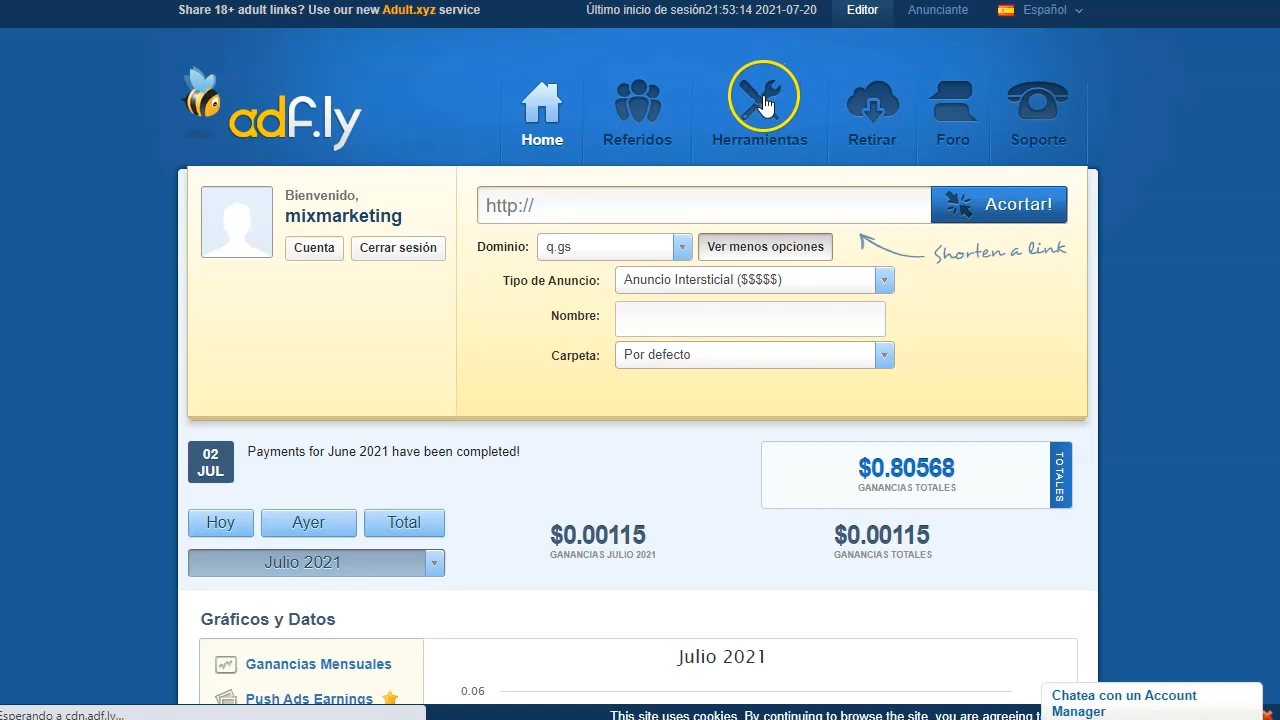 Share 18+ adult links? Use our new Adult.xyz service
Último inicio de sesión21:53:14 2021-07-20
Editor
Anunciante
Español
adf.ly
Home
Referidos
Herramientas
Retirar
Foro
Soporte
Bienvenido,
mixmarketing
Cuenta
Cerrar sesión
http://
Acortar!
Dominio:
q.gs
Ver menos opciones
Shorten a link
Tipo de Anuncio:
Anuncio Intersticial ($$$$$)
Nombre:
Carpeta:
Por defecto
02
JUL
Payments for June 2021 have been completed!
$0.80568
GANANCIAS TOTALES
TOTALES
Hoy
Ayer
Total
Julio 2021
$0.00115
GANANCIAS JULIO 2021
$0.00115
GANANCIAS TOTALES
Gráficos y Datos
Ganancias Mensuales
Push Ads Earnings
Julio 2021
0.06
Chatea con un Account
Manager
Esperando a cdn.adf.ly...
This site uses cookies. By continuing to browse the site, you are agreeing t